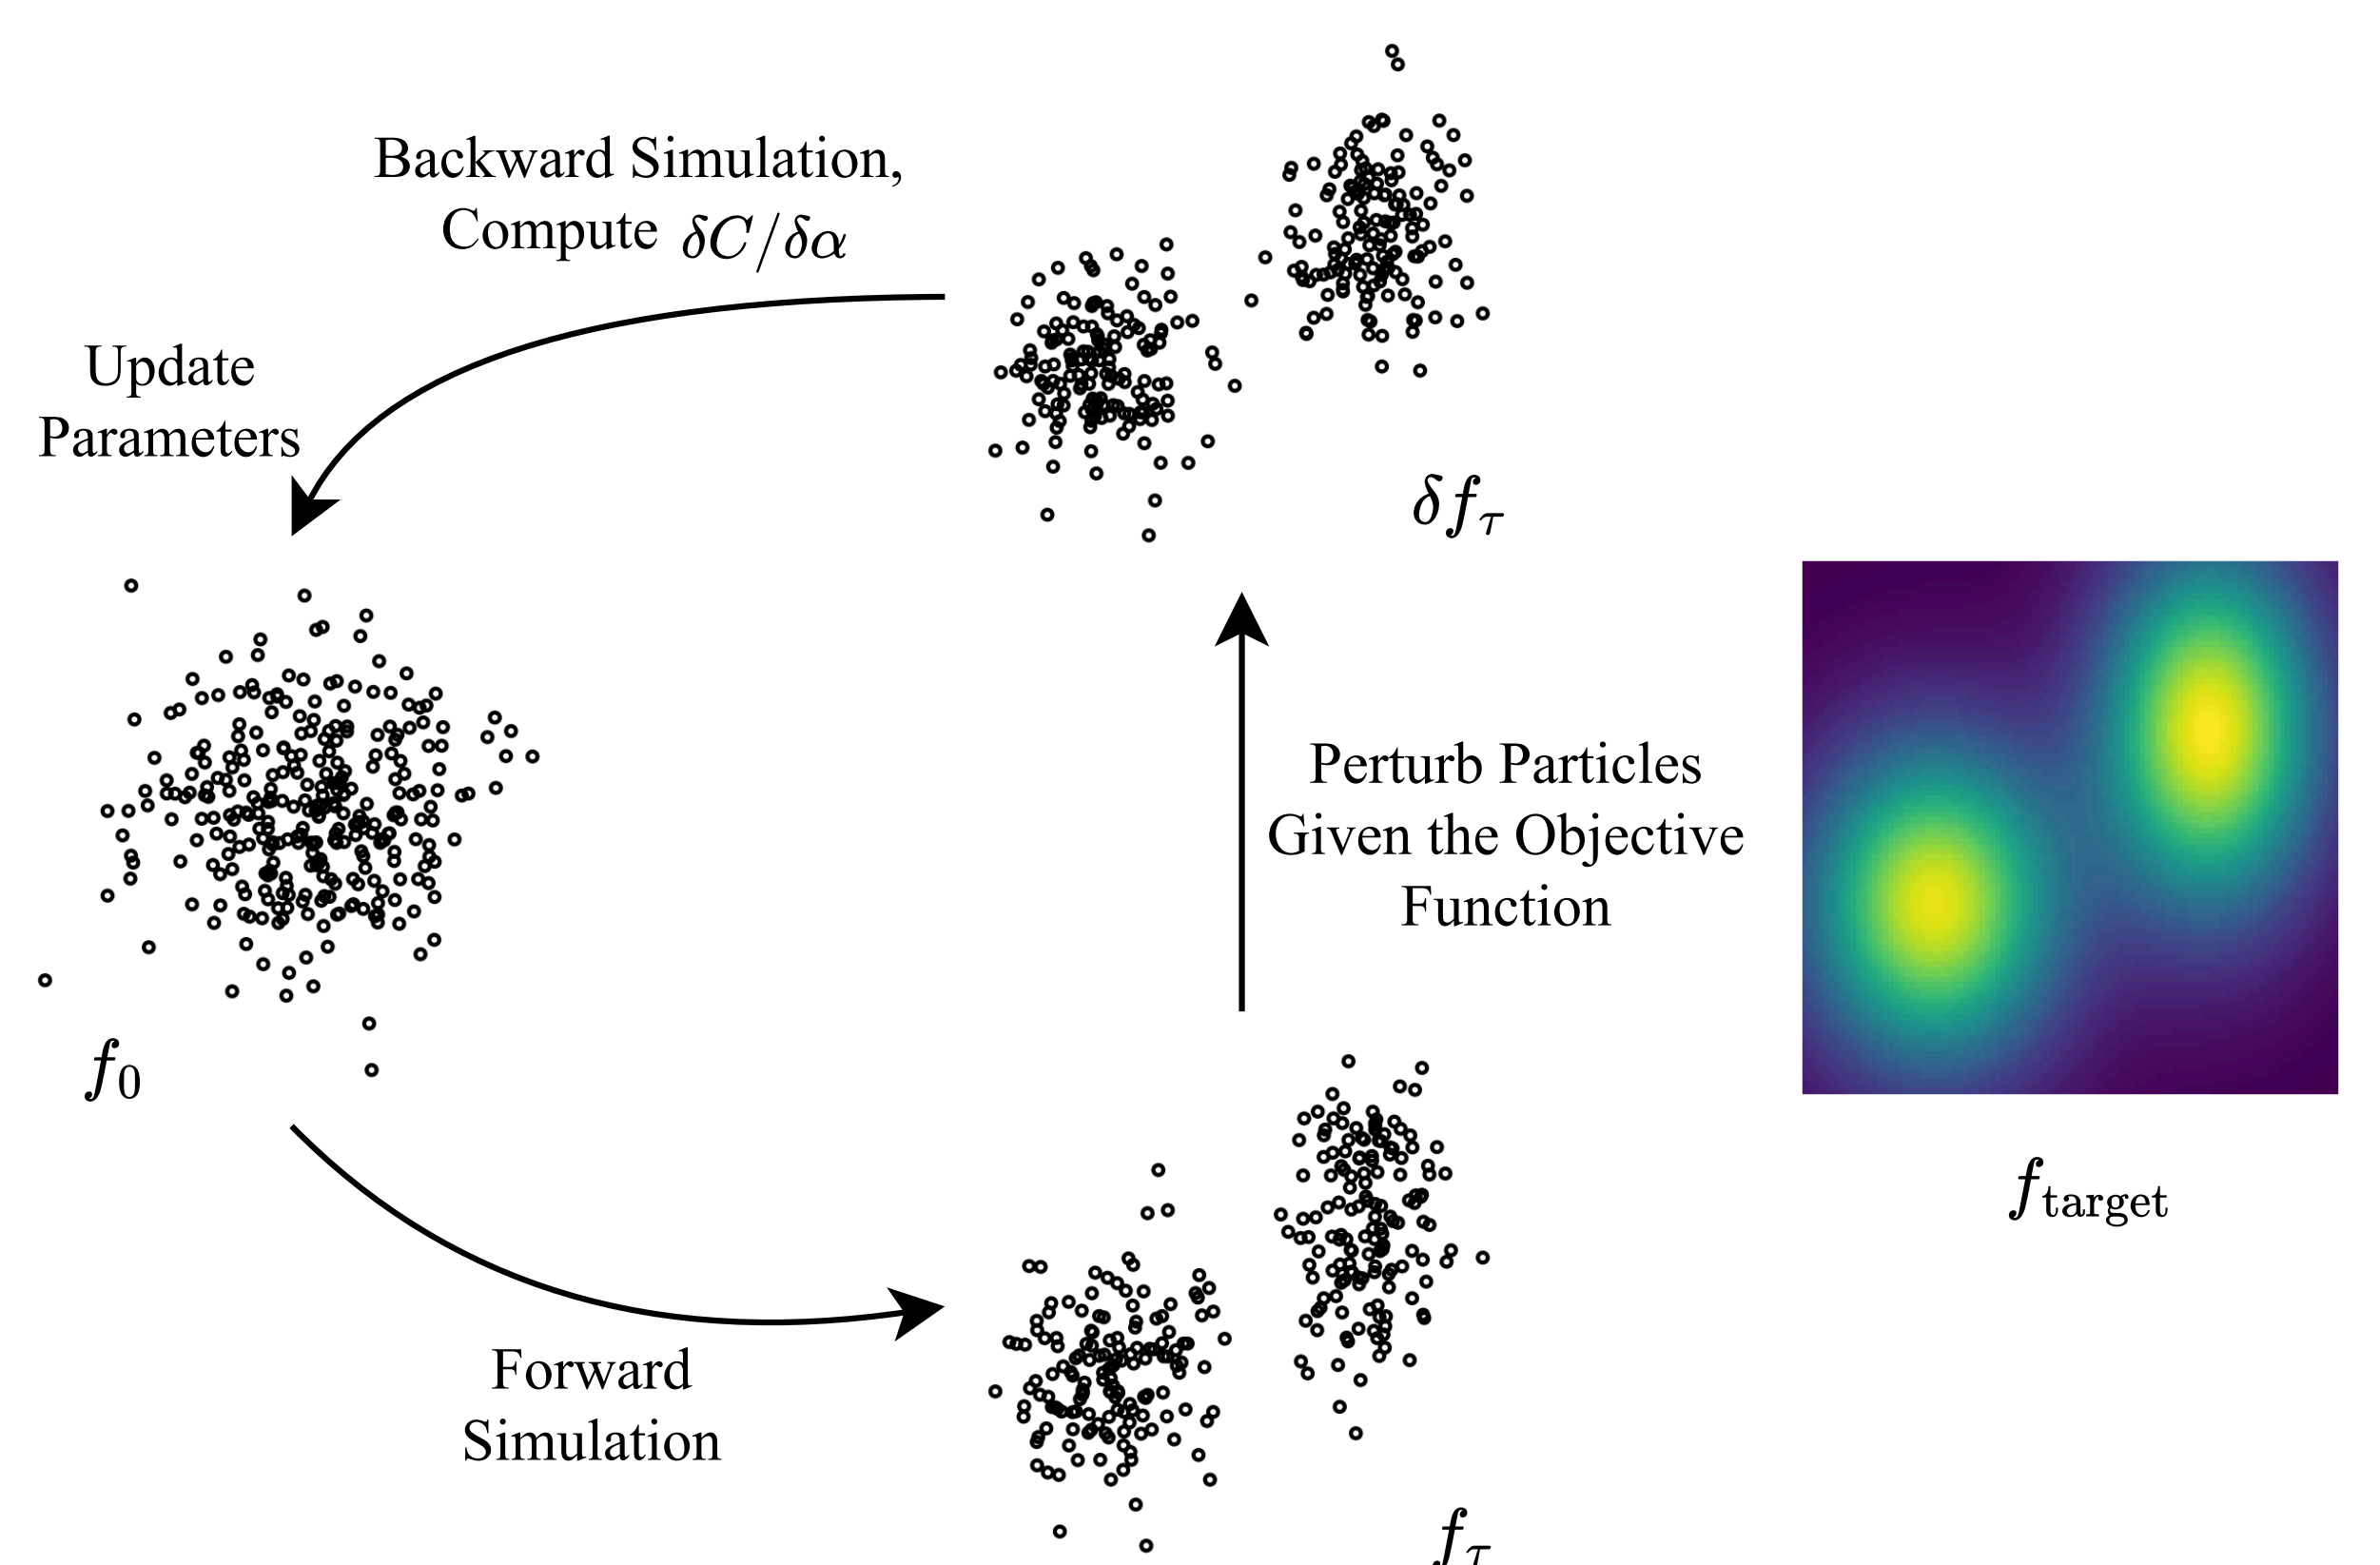 Backward Simulation,
Compute δC/δα
Update
Parameters
δf_τ
Perturb Particles
Given the Objective
Function
f_0
f_target
Forward
Simulation
f_τ